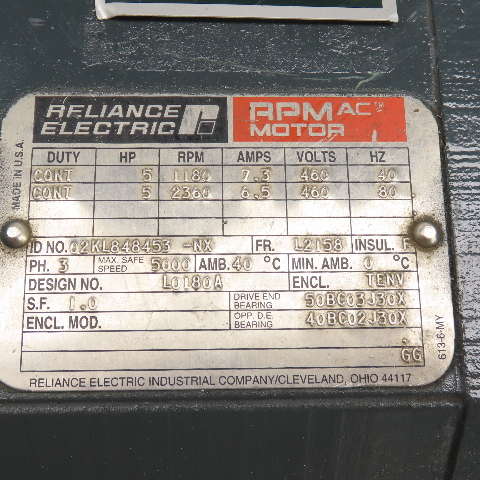 RELIANCE ELECTRIC RPM AC™ MOTOR
DUTY HP RPM AMPS VOLTS HZ
CONT 5 1180 7.3 460 40
CONT 5 2360 6.5 460 80
MADE IN U.S.A.
ID NO. 02KL848453 -NX FR. L2158 INSUL. F
PH. 3 MAX. SAFE SPEED 5000 AMB. 40 °C MIN. AMB. 0 °C
DESIGN NO. L0180A ENCL. TENV
S.F. 1.0 DRIVE END BEARING 50BC03J30X
ENCL. MOD. OPP. D.E. BEARING 40BC02J30X
GG
613-6-MY
RELIANCE ELECTRIC INDUSTRIAL COMPANY/CLEVELAND, OHIO 44117